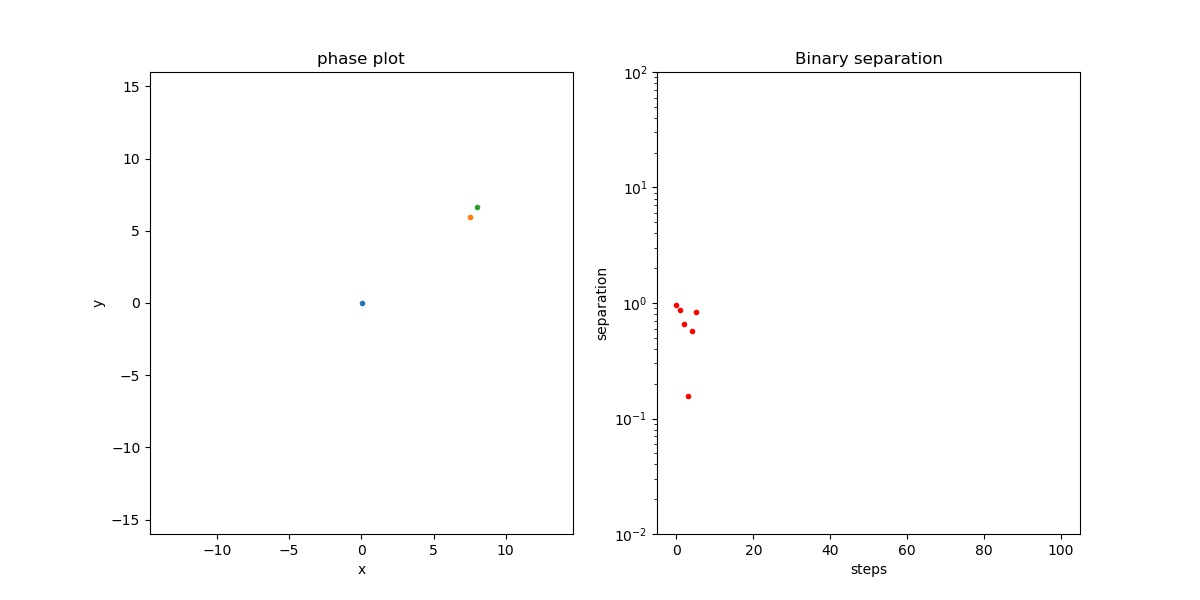 phase plot
15
10
5
0
−5
−10
−15
y
−10 −5 0 5 10
x
Binary separation
10²
10¹
10⁰
10⁻¹
10⁻²
separation
0 20 40 60 80 100
steps